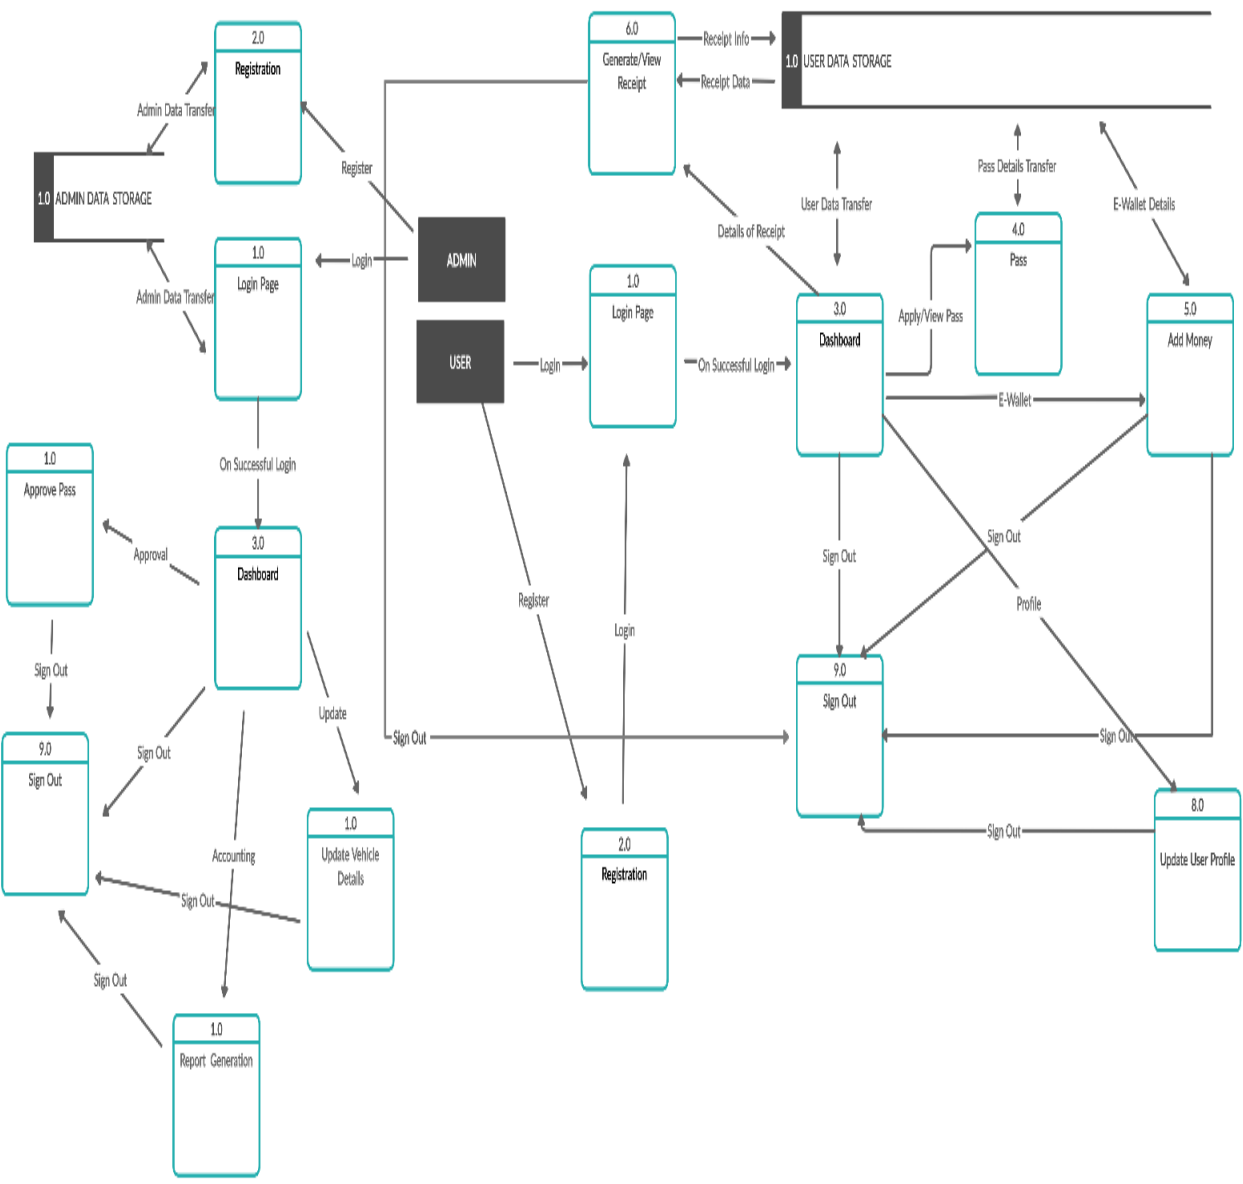 2.0
Registration
6.0
Generate/View
Receipt
Receipt Info
Receipt Data
1.0 USER DATA STORAGE
Admin Data Transfer
Register
1.0 ADMIN DATA STORAGE
Admin Data Transfer
1.0
Login Page
Login
ADMIN
USER
Login
1.0
Login Page
On Successful Login
Details of Receipt
User Data Transfer
Pass Details Transfer
E-Wallet Details
4.0
Pass
3.0
Dashboard
Apply/View Pass
E-Wallet
5.0
Add Money
On Successful Login
1.0
Approve Pass
Approval
3.0
Dashboard
Sign Out
Sign Out
Update
Accounting
9.0
Sign Out
1.0
Update Vehicle
Details
Sign Out
Sign Out
1.0
Report Generation
Register
Login
2.0
Registration
Sign Out
Sign Out
Sign Out
Profile
9.0
Sign Out
Sign Out
8.0
Update User Profile
Sign Out